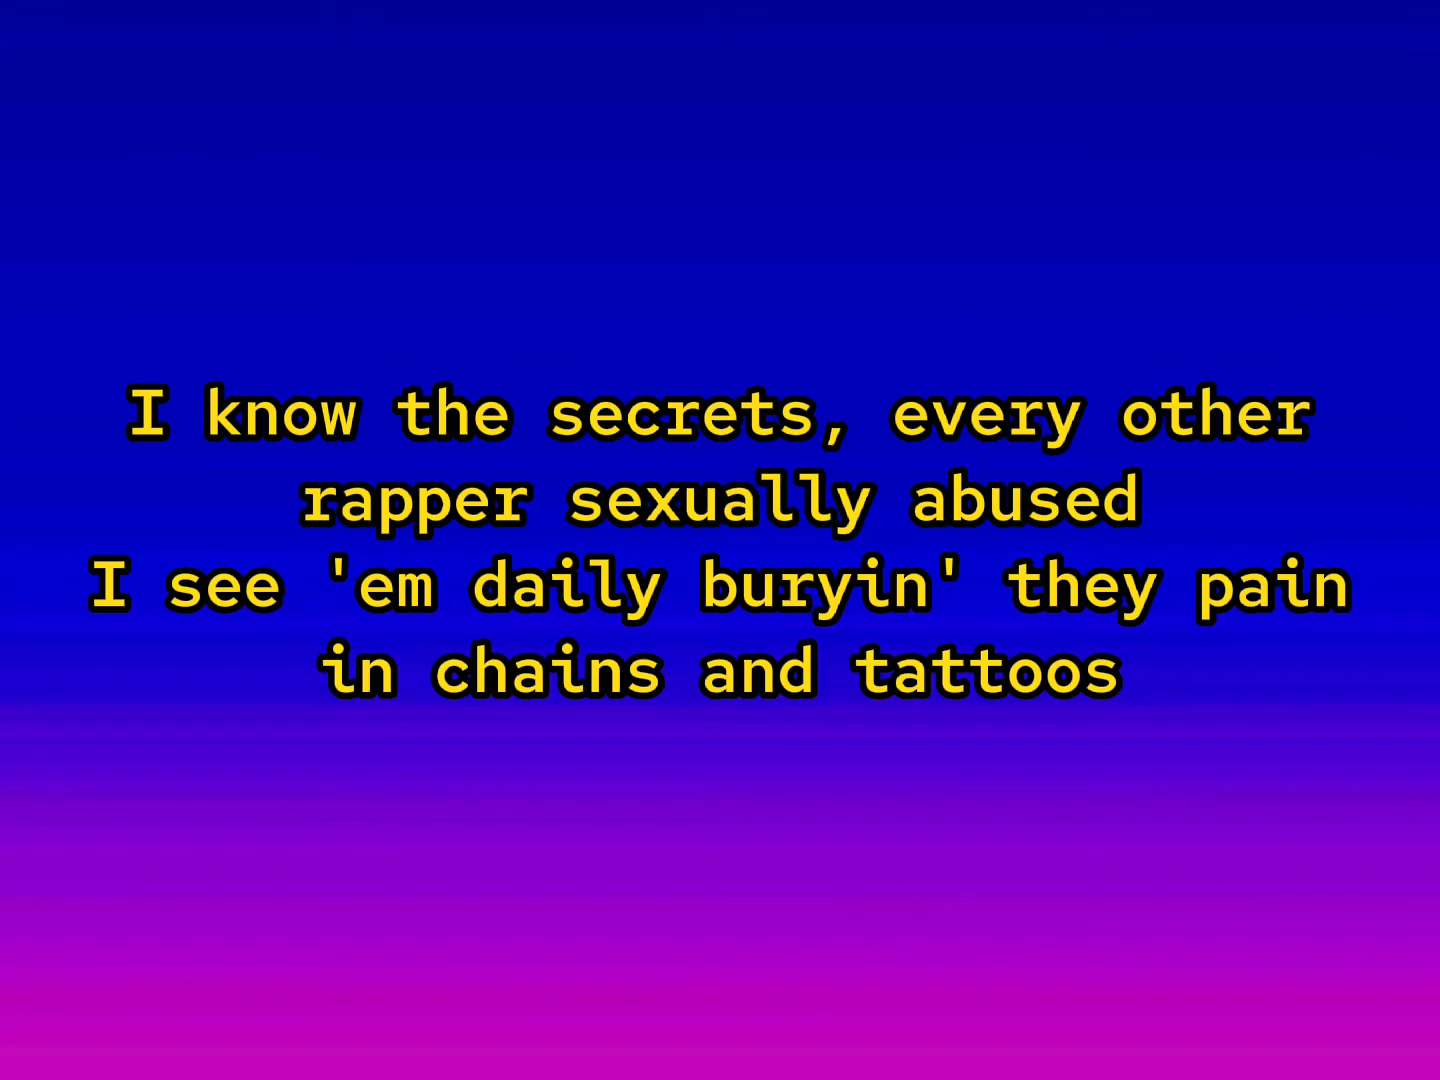 I know the secrets, every other
rapper sexually abused
I see 'em daily buryin' they pain
in chains and tattoos